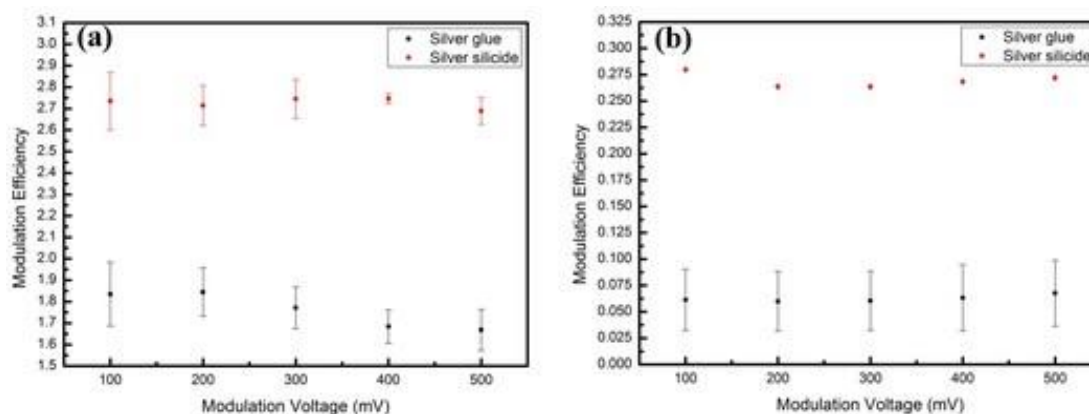 (a)
Silver glue
Silver silicide
Modulation Efficiency
3.1
3.0
2.9
2.8
2.7
2.6
2.5
2.4
2.3
2.2
2.1
2.0
1.9
1.8
1.7
1.6
1.5
100 200 300 400 500
Modulation Voltage (mV)
(b)
Silver glue
Silver silicide
Modulation Efficiency
0.325
0.300
0.275
0.250
0.225
0.200
0.175
0.150
0.125
0.100
0.075
0.050
0.025
0.000
100 200 300 400 500
Modulation Voltage (mV)